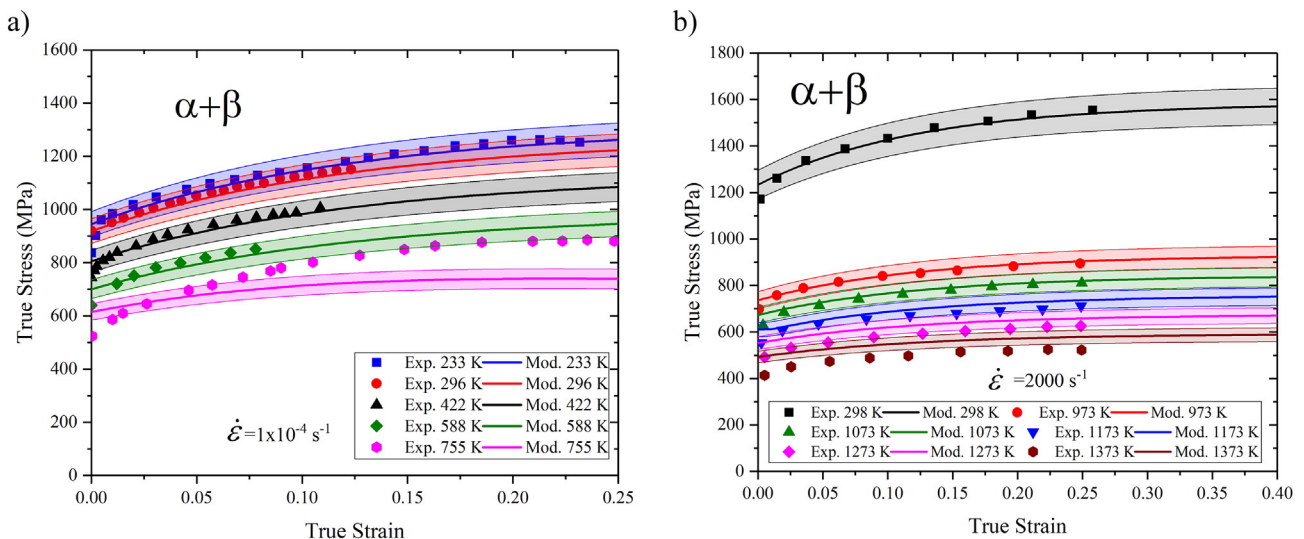 a)
1600
1400
1200
1000
800
600
400
200
0
True Stress (MPa)
α+β
Exp. 233 K Mod. 233 K
Exp. 296 K Mod. 296 K
Exp. 422 K Mod. 422 K
Exp. 588 K Mod. 588 K
Exp. 755 K Mod. 755 K
ε̇=1x10⁻⁴ s⁻¹
0.00 0.05 0.10 0.15 0.20 0.25
True Strain
b)
1800
1600
1400
1200
1000
800
600
400
200
0
True Stress (MPa)
α+β
ε̇ =2000 s⁻¹
Exp. 298 K Mod. 298 K Exp. 973 K Mod. 973 K
Exp. 1073 K Mod. 1073 K Exp. 1173 K Mod. 1173 K
Exp. 1273 K Mod. 1273 K Exp. 1373 K Mod. 1373 K
0.00 0.05 0.10 0.15 0.20 0.25 0.30 0.35 0.40
True Strain